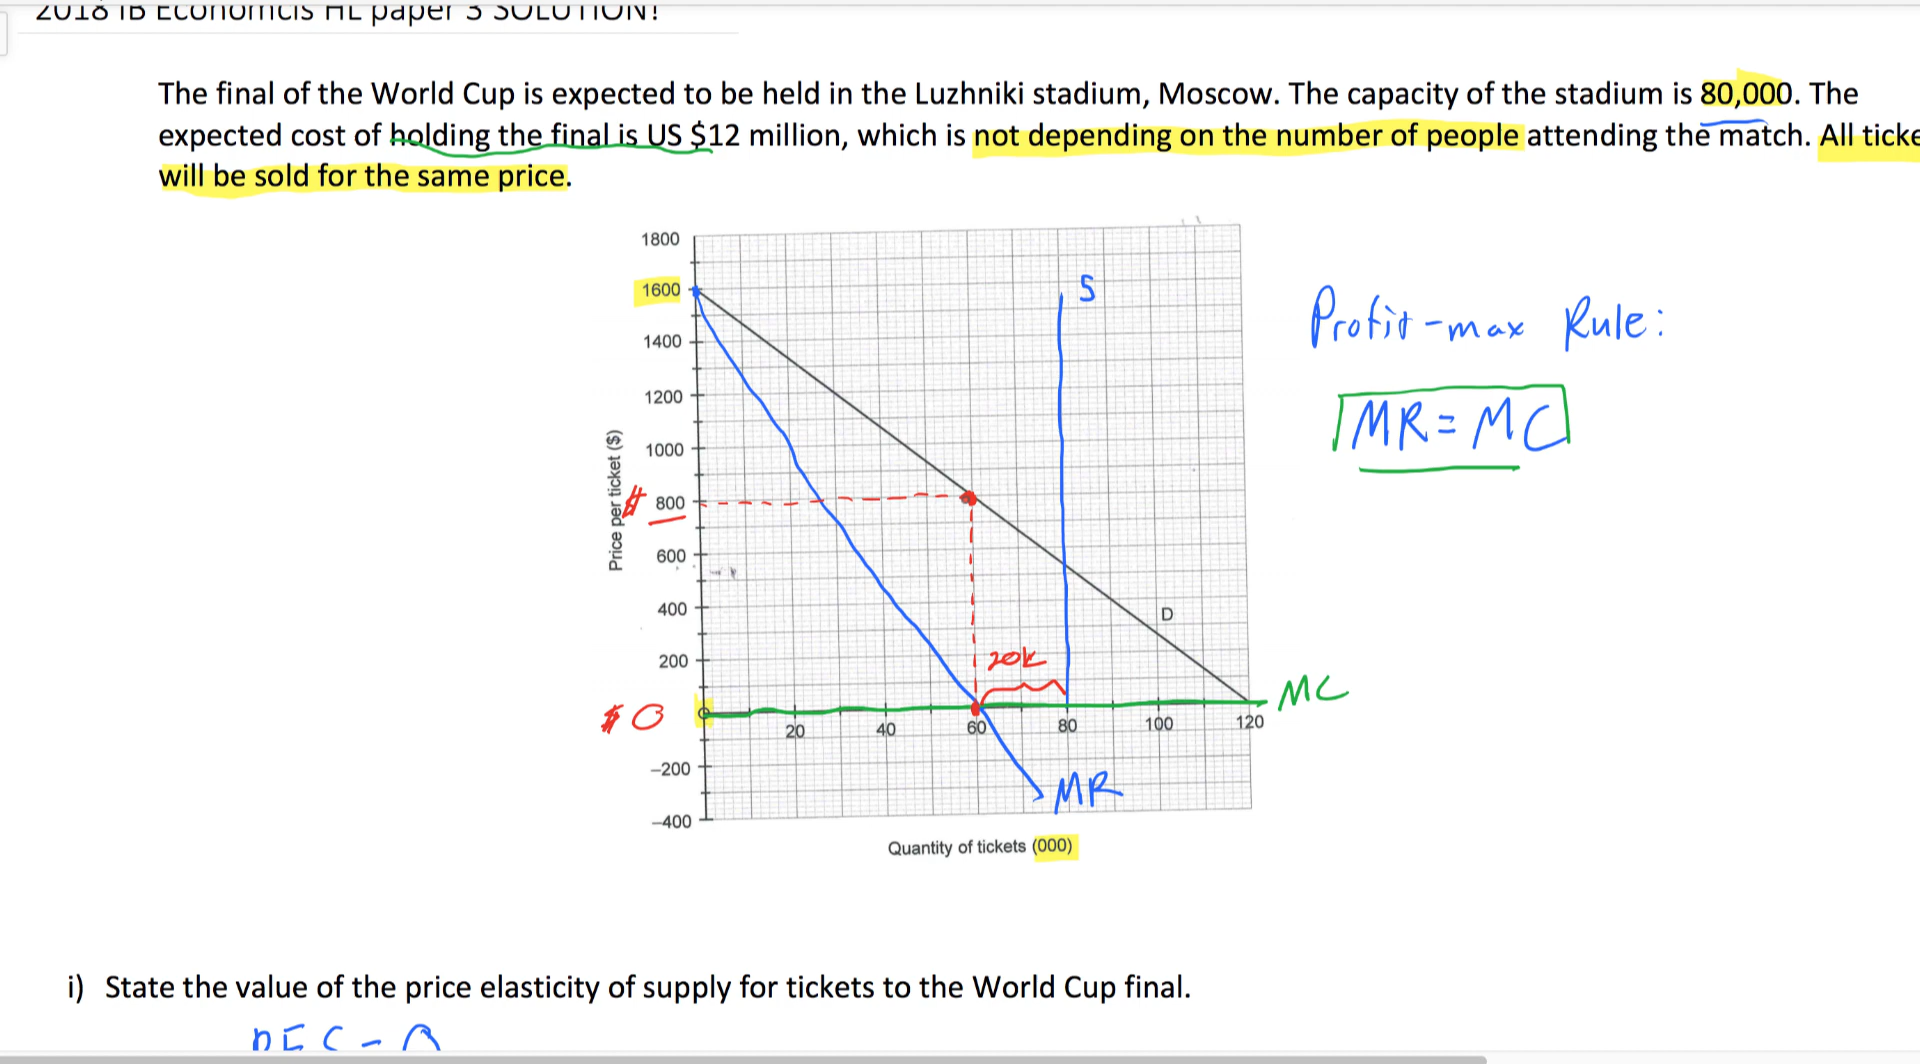 2018 IB Economcis HL paper 3 SOLUTION!
The final of the World Cup is expected to be held in the Luzhniki stadium, Moscow. The capacity of the stadium is 80,000. The
expected cost of holding the final is US $12 million, which is not depending on the number of people attending the match. All ticke
will be sold for the same price.
1800
1600
1400
1200
1000
800
600
400
200
$0
-200
-400
Price per ticket ($)
$
S
D
20K
MC
MR
20
40
60
80
100
120
Quantity of tickets (000)
Profit-max Rule:
MR = MC
i) State the value of the price elasticity of supply for tickets to the World Cup final.
PES = 0